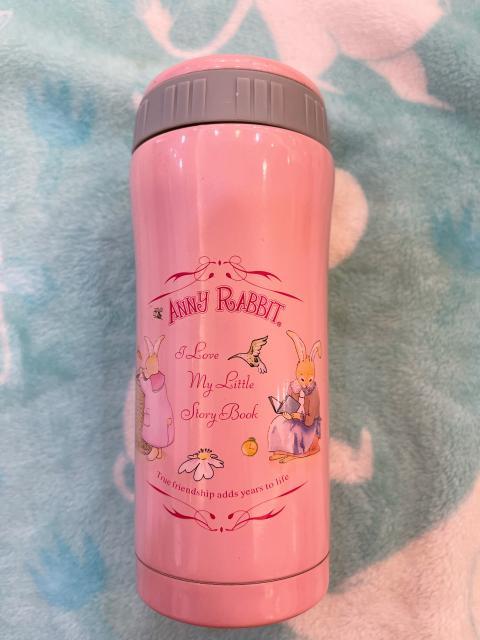 ANNY RABBIT®
I Love
My Little
Story Book
True friendship adds years to life